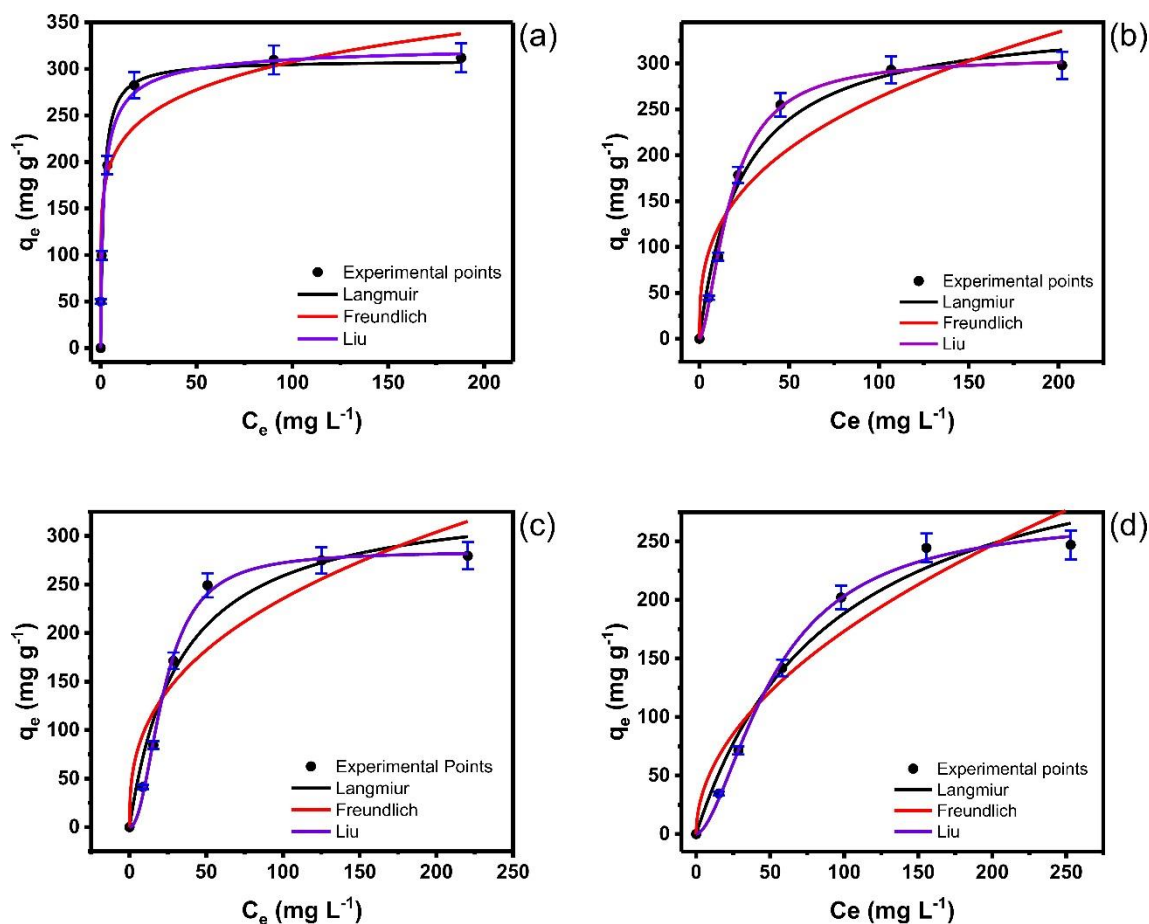 (a)
350
300
250
200
150
100
50
0
qe (mg g-1)
Experimental points
Langmuir
Freundlich
Liu
0 50 100 150 200
Ce (mg L-1)
(b)
300
250
200
150
100
50
0
qe (mg g-1)
Experimental points
Langmiur
Freundlich
Liu
0 50 100 150 200
Ce (mg L-1)
(c)
300
250
200
150
100
50
0
qe (mg g-1)
Experimental Points
Langmiur
Freundlich
Liu
0 50 100 150 200 250
Ce (mg L-1)
(d)
250
200
150
100
50
0
qe (mg g-1)
Experimental points
Langmiur
Freundlich
Liu
0 50 100 150 200 250
Ce (mg L-1)